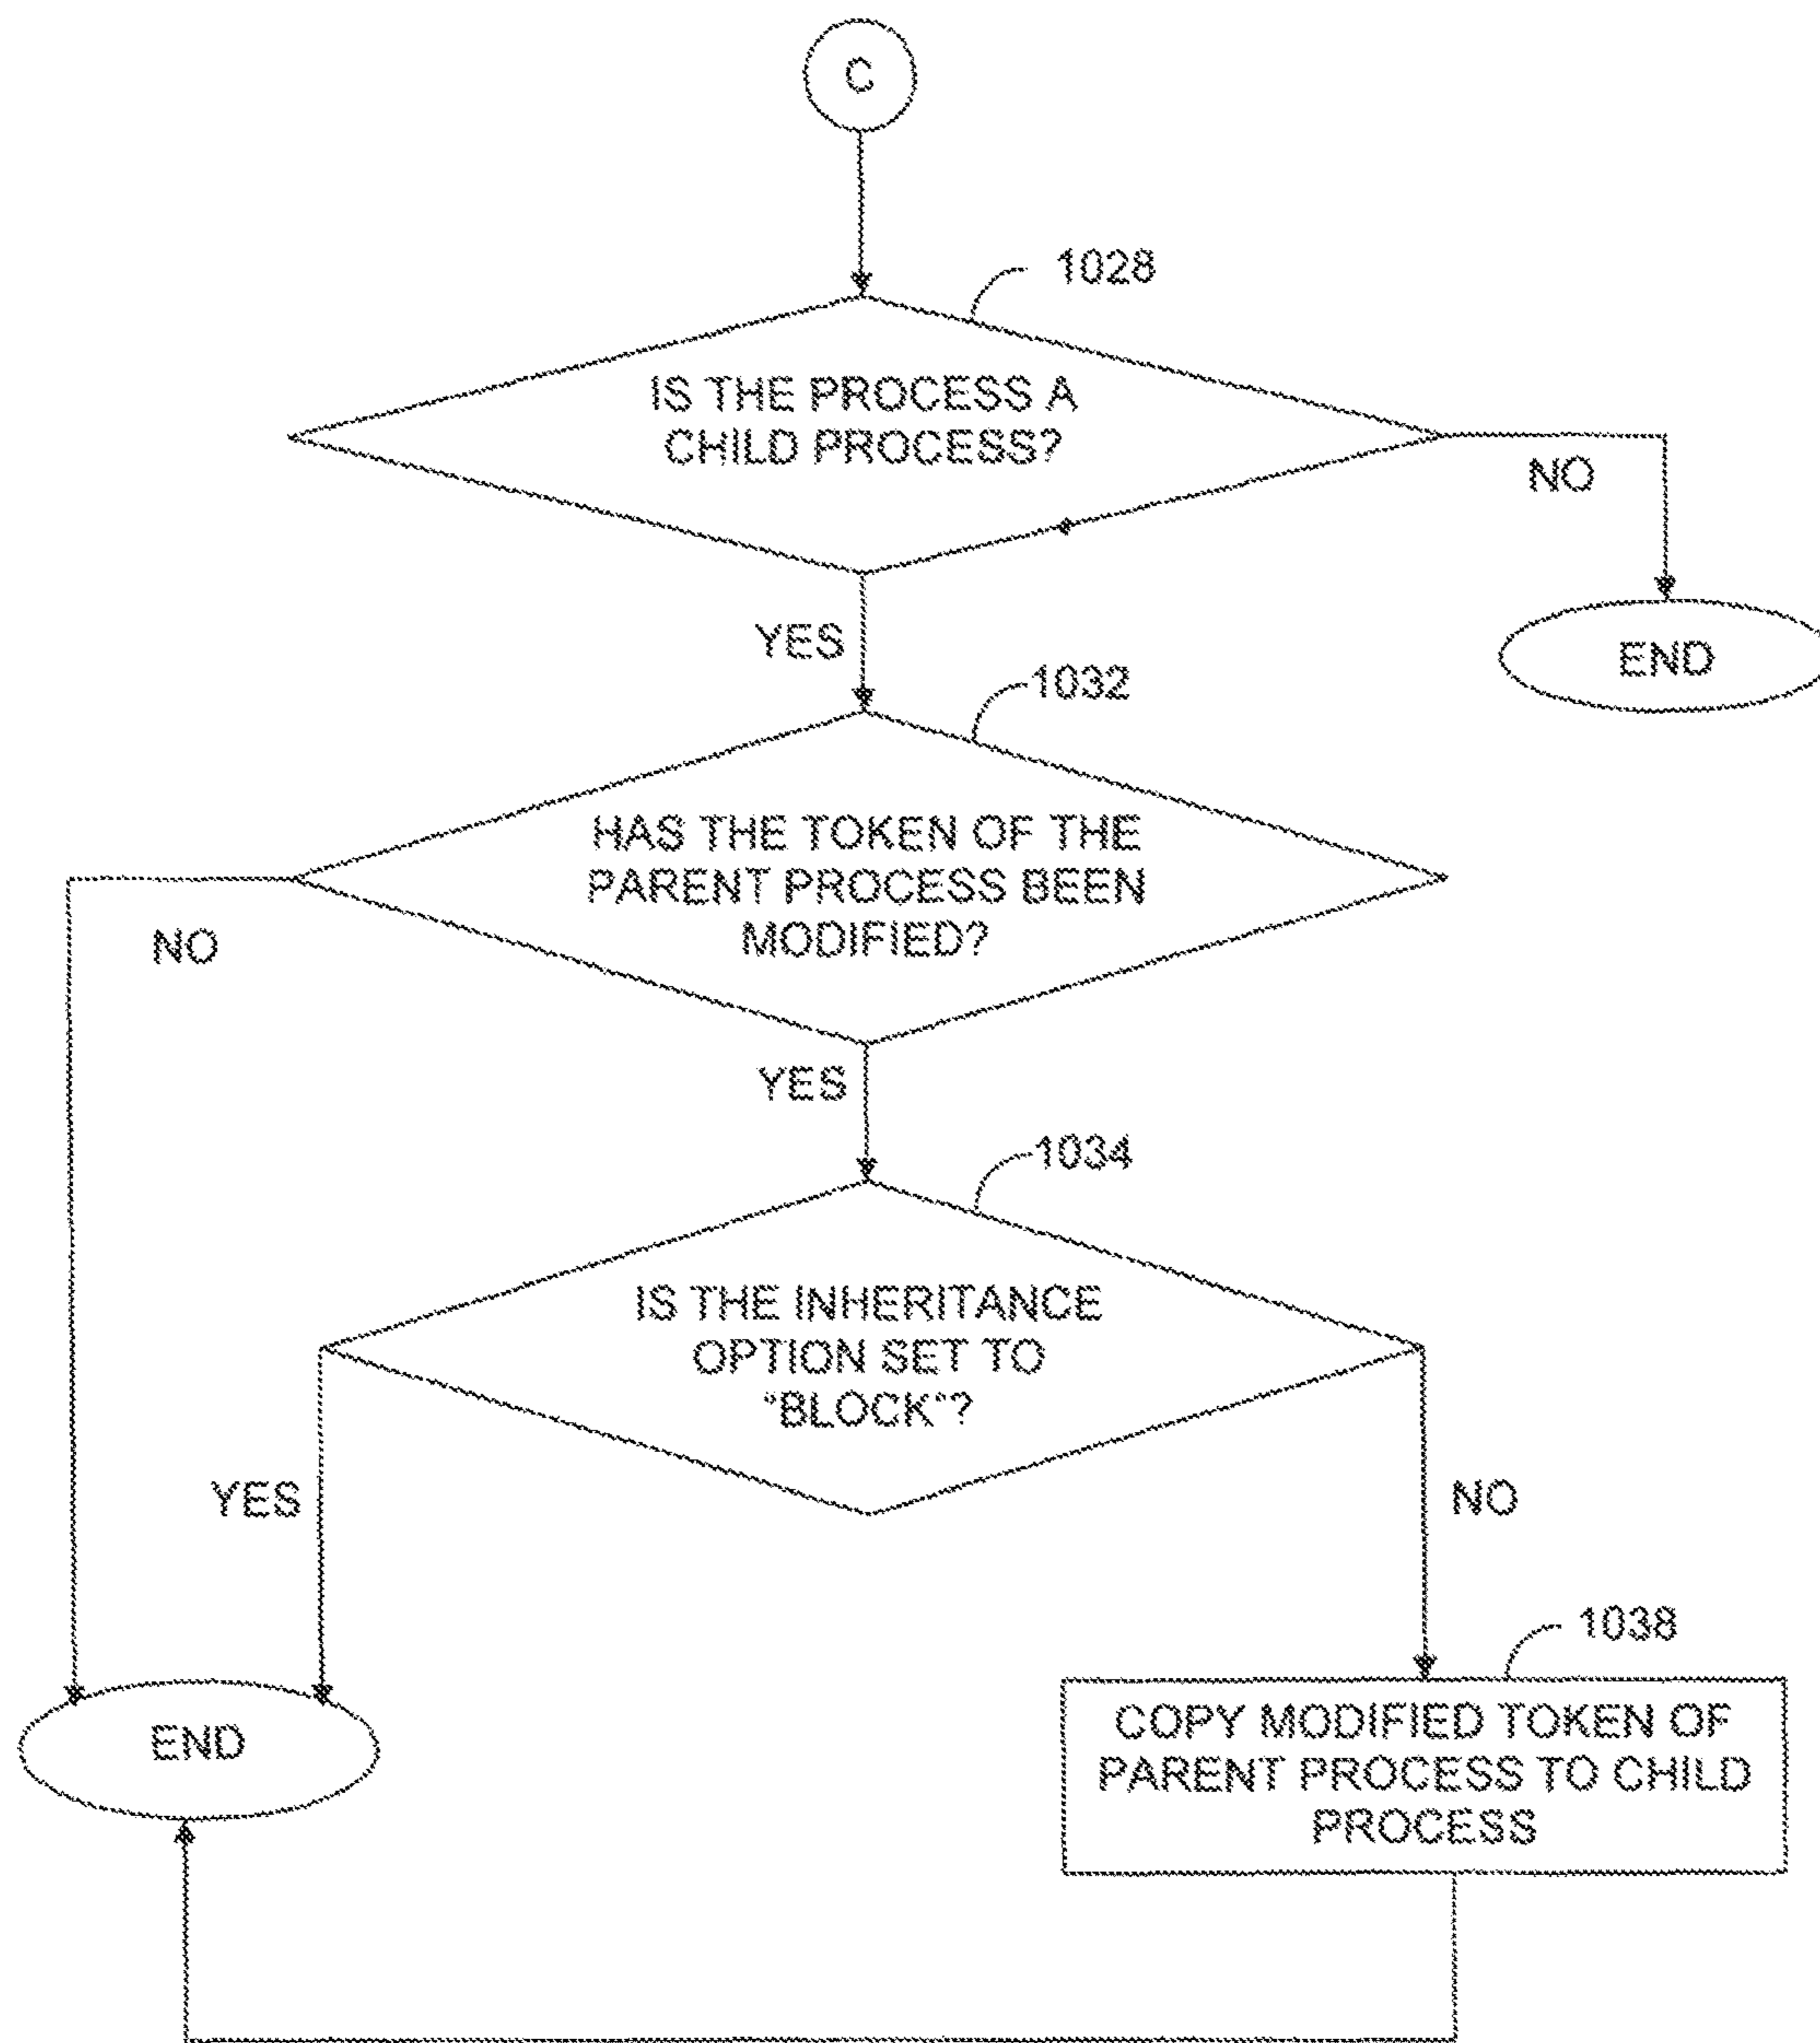 C
1028
IS THE PROCESS A
CHILD PROCESS?
NO
YES
END
1032
HAS THE TOKEN OF THE
PARENT PROCESS BEEN
MODIFIED?
NO
YES
1034
IS THE INHERITANCE
OPTION SET TO
"BLOCK"?
YES
NO
1038
END
COPY MODIFIED TOKEN OF
PARENT PROCESS TO CHILD
PROCESS